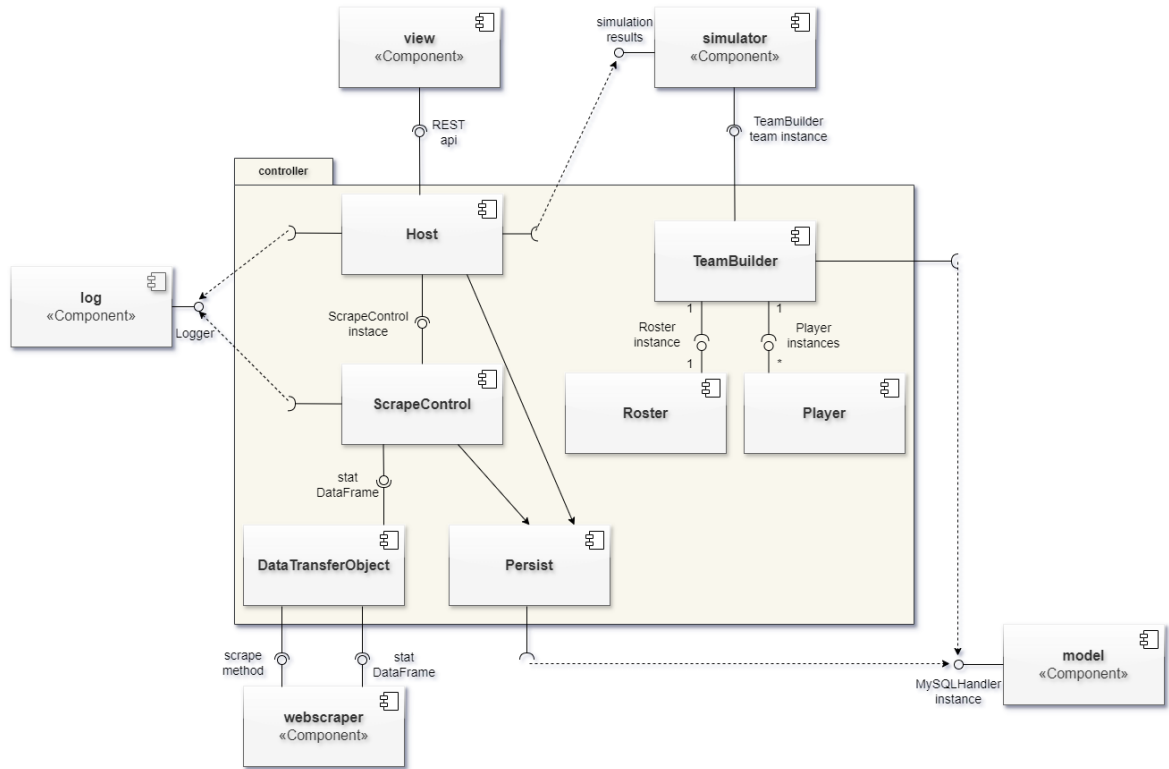 view
«Component»
simulation
results
simulator
«Component»
REST
api
TeamBuilder
team instance
controller
Host
TeamBuilder
log
«Component»
Logger
ScrapeControl
instace
1
1
Roster
instance
Player
instances
1
*
ScrapeControl
Roster
Player
stat
DataFrame
DataTransferObject
Persist
scrape
method
stat
DataFrame
model
«Component»
MySQLHandler
instance
webscraper
«Component»